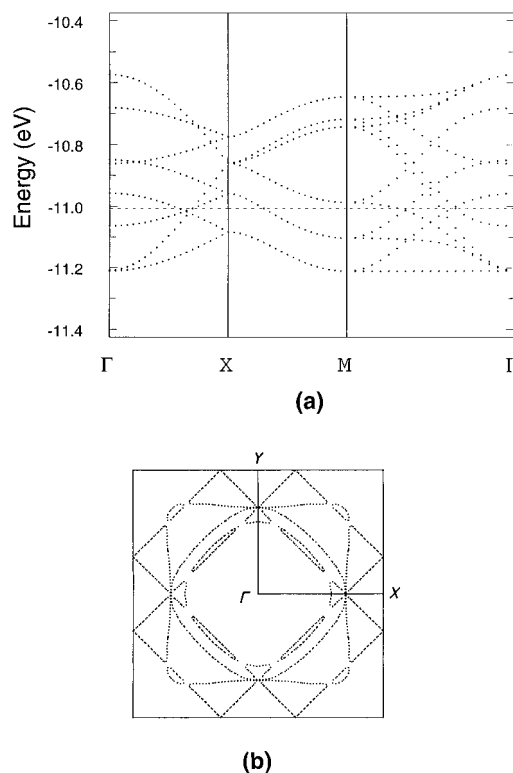 Energy (eV)
-10.4
-10.6
-10.8
-11.0
-11.2
-11.4
Γ X M Γ
(a)
Y
Γ X
(b)